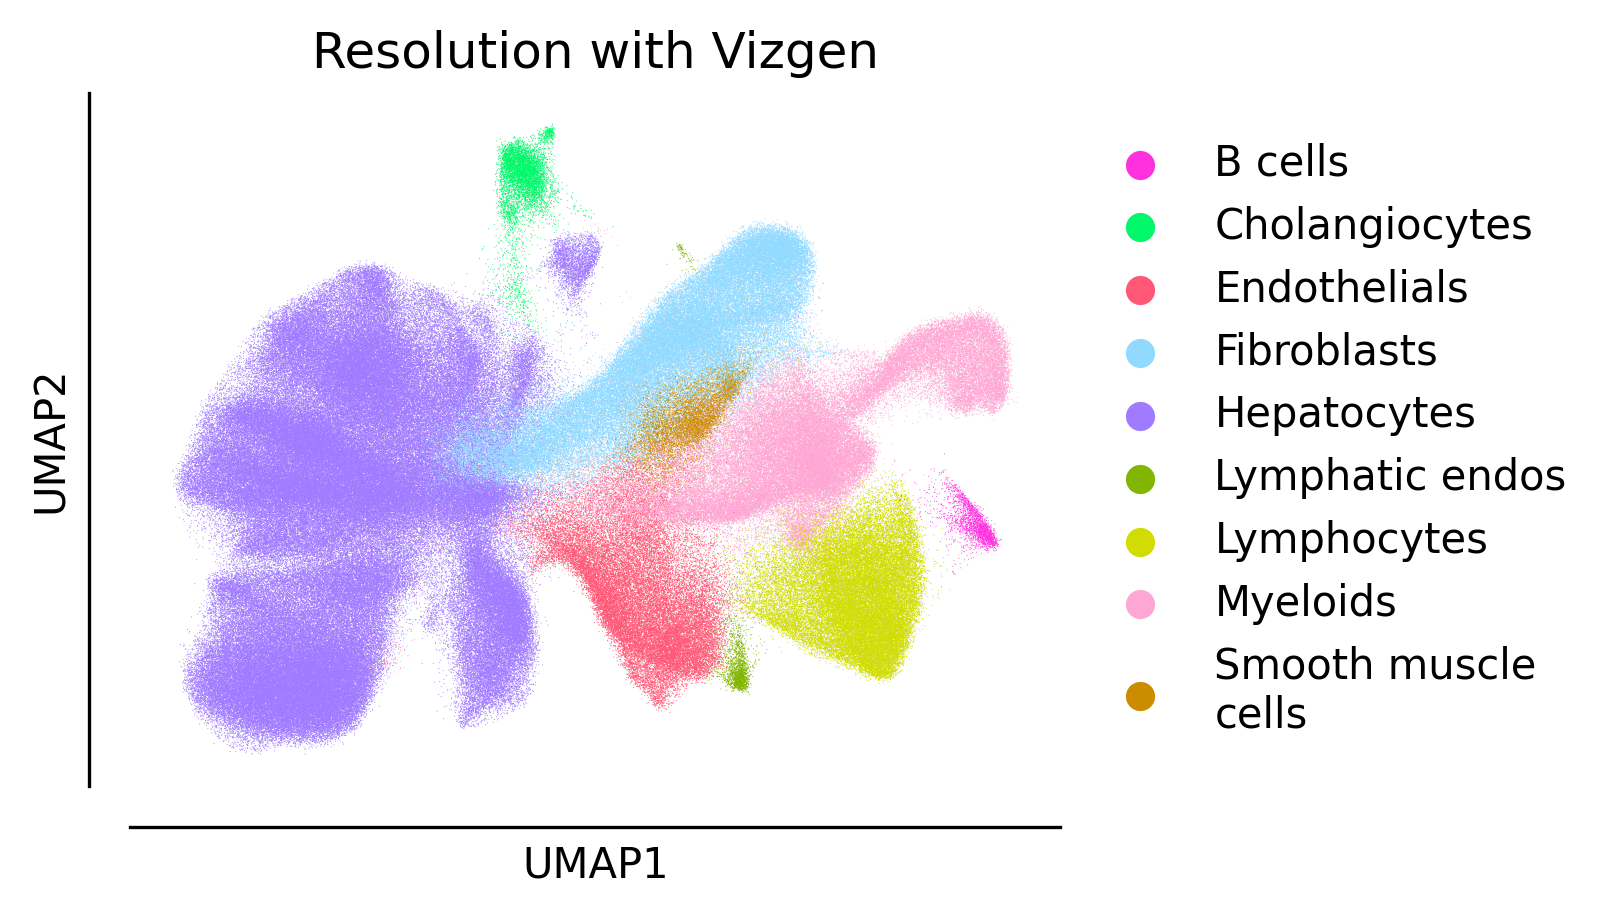 Resolution with Vizgen
UMAP2
UMAP1
B cells
Cholangiocytes
Endothelials
Fibroblasts
Hepatocytes
Lymphatic endos
Lymphocytes
Myeloids
Smooth muscle
cells